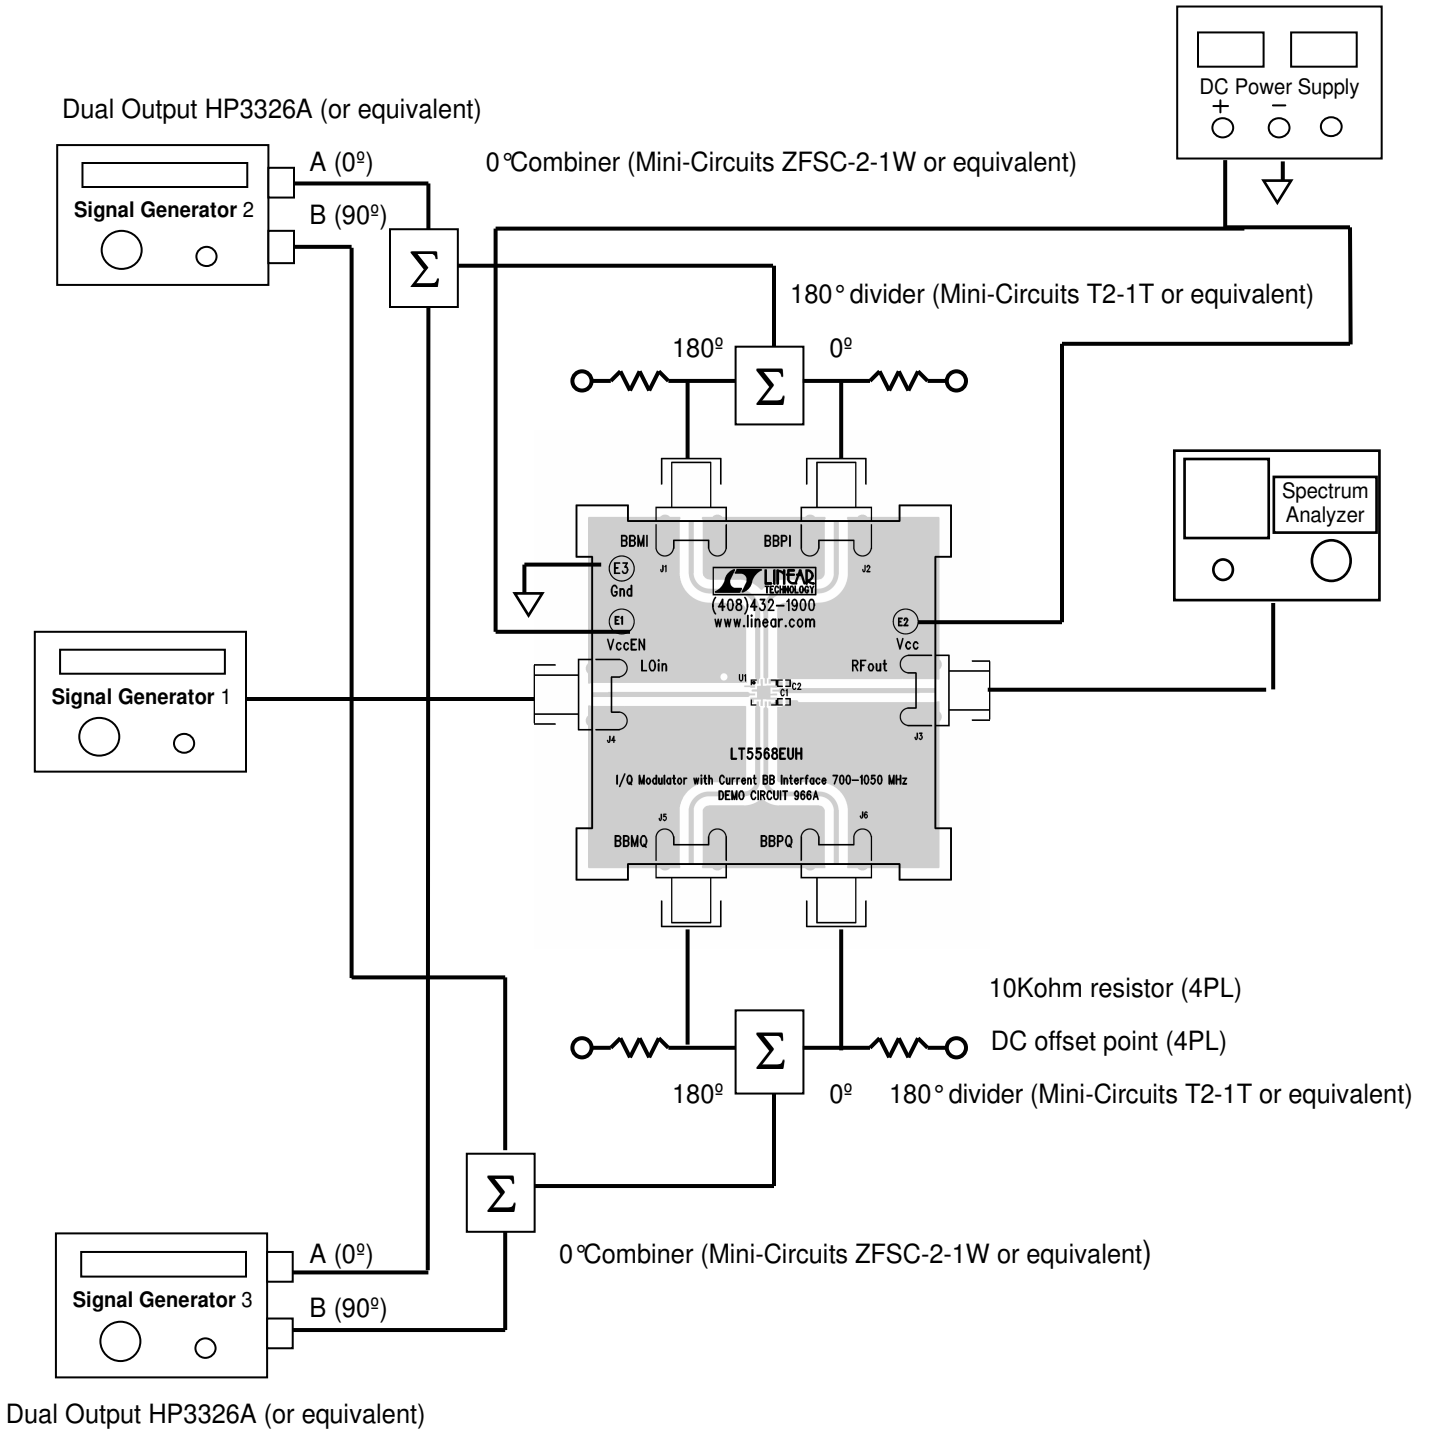 DC Power Supply
+ −
Dual Output HP3326A (or equivalent)
A (0º)
0°Combiner (Mini-Circuits ZFSC-2-1W or equivalent)
Signal Generator 2
B (90º)
Σ
180° divider (Mini-Circuits T2-1T or equivalent)
180º
0º
Σ
Spectrum
Analyzer
BBMI
BBPI
J1
J2
E3
Gnd
LT LINEAR
TECHNOLOGY
(408)432-1900
www.linear.com
E1
VccEN
E2
Vcc
LOin
RFout
U1
C2
C1
Signal Generator 1
J4
J3
LT5568EUH
I/Q Modulator with Current BB Interface 700-1050 MHz
DEMO CIRCUIT 966A
J5
J6
BBMQ
BBPQ
10Kohm resistor (4PL)
DC offset point (4PL)
Σ
180º
0º
180° divider (Mini-Circuits T2-1T or equivalent)
Σ
0°Combiner (Mini-Circuits ZFSC-2-1W or equivalent)
A (0º)
Signal Generator 3
B (90º)
Dual Output HP3326A (or equivalent)